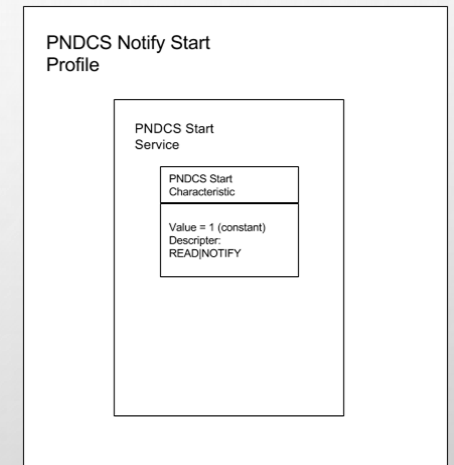 PNDCS Notify Start
Profile
PNDCS Start
Service
PNDCS Start
Characteristic
Value = 1 (constant)
Descripter:
READ|NOTIFY